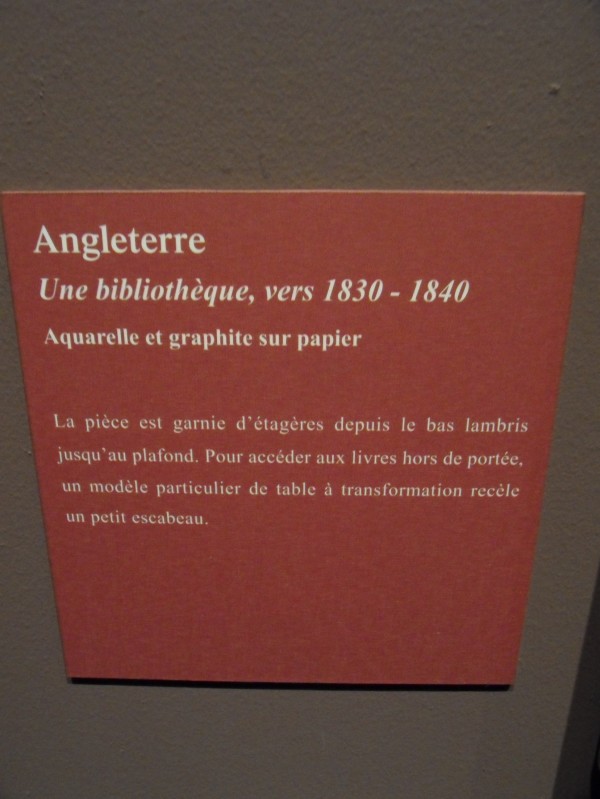 Angleterre
Une bibliothèque, vers 1830 - 1840
Aquarelle et graphite sur papier
La pièce est garnie d'étagères depuis le bas lambris
jusqu'au plafond. Pour accéder aux livres hors de portée,
un modèle particulier de table à transformation recèle
un petit escabeau.